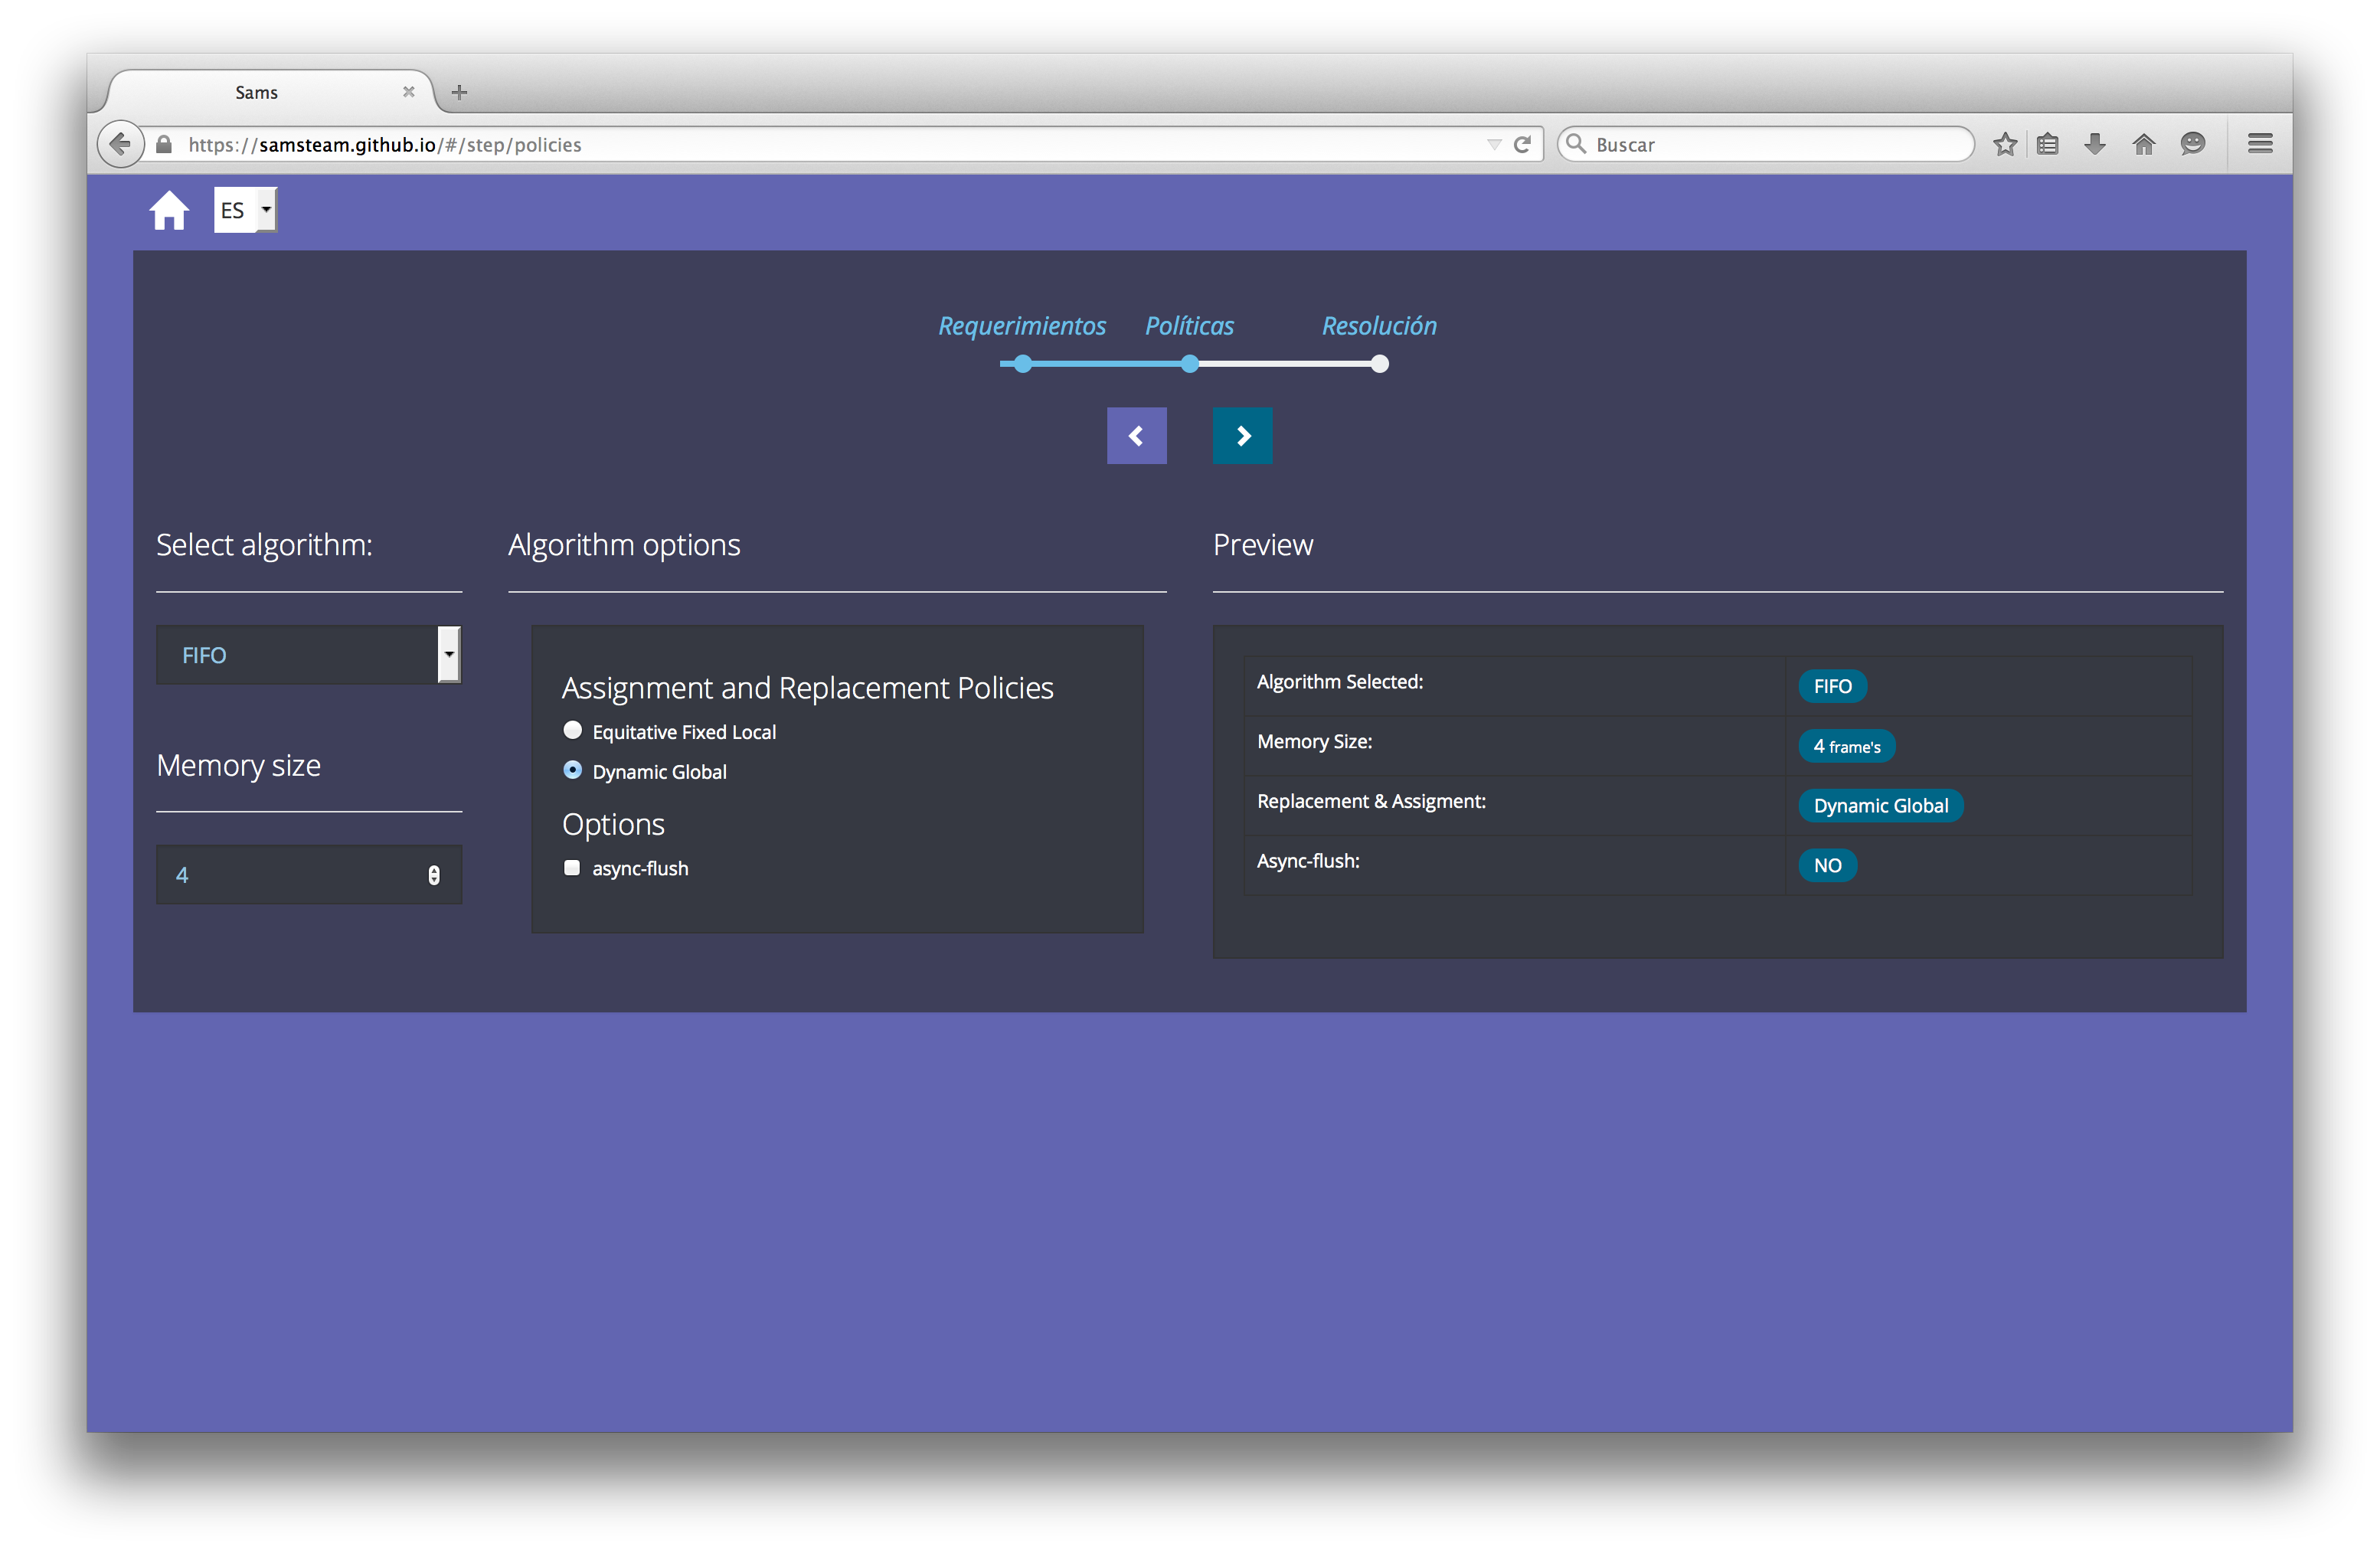 Sams
https://samsteam.github.io/#/step/policies
Buscar
ES
Requerimientos Políticas Resolución
Select algorithm:
FIFO
Memory size
4
Algorithm options
Assignment and Replacement Policies
Equitative Fixed Local
Dynamic Global
Options
async-flush
Preview
Algorithm Selected: FIFO
Memory Size: 4 frame's
Replacement & Assigment: Dynamic Global
Async-flush: NO